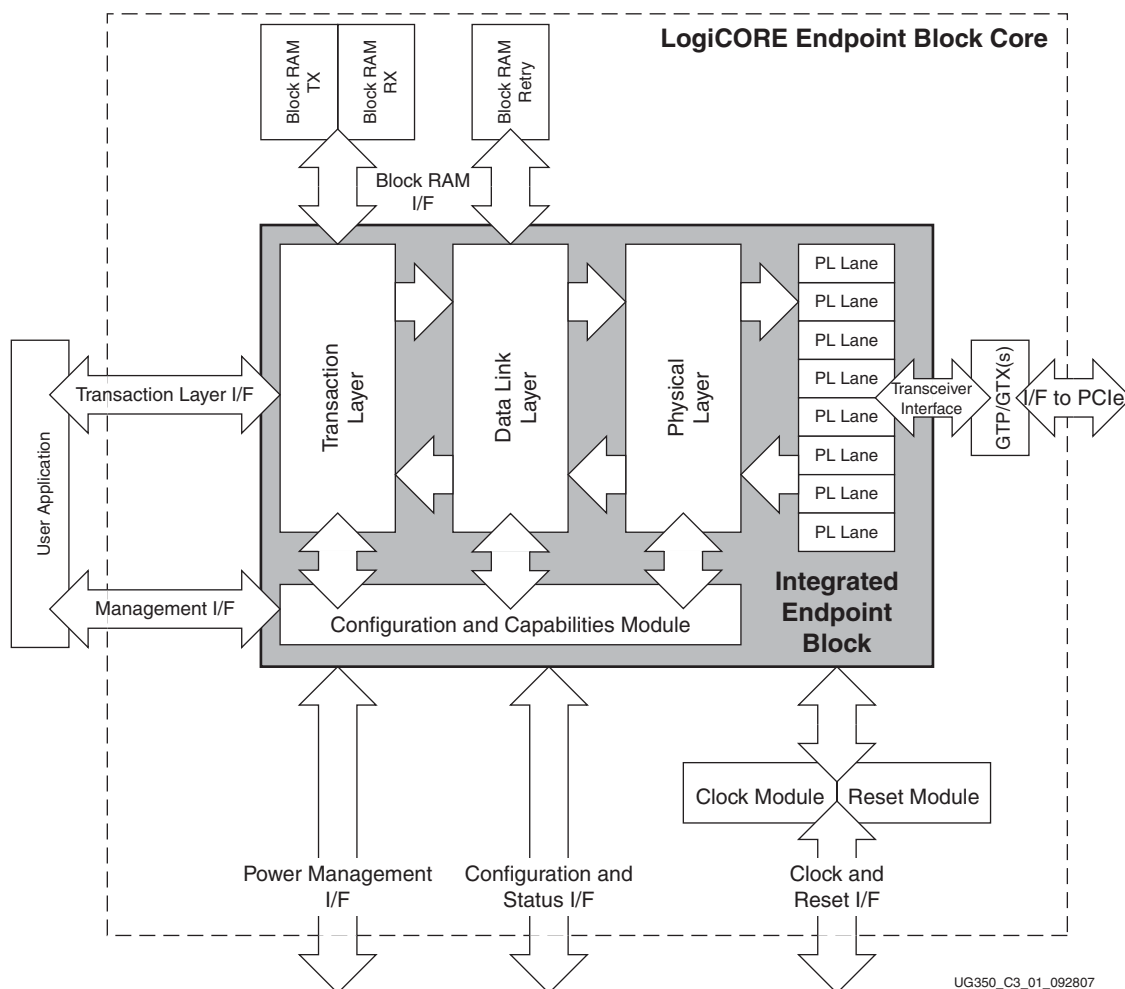 LogiCORE Endpoint Block Core
Block RAM
TX
Block RAM
RX
Block RAM
Retry
Block RAM
I/F
User Application
Transaction Layer I/F
Management I/F
Transaction
Layer
Data Link
Layer
Physical
Layer
PL Lane
PL Lane
PL Lane
PL Lane
PL Lane
PL Lane
PL Lane
PL Lane
Transceiver
Interface
GTP/GTX(s)
I/F to PCIe
Integrated
Endpoint
Block
Configuration and Capabilities Module
Clock Module
Reset Module
Power Management
I/F
Configuration and
Status I/F
Clock and
Reset I/F
UG350_C3_01_092807